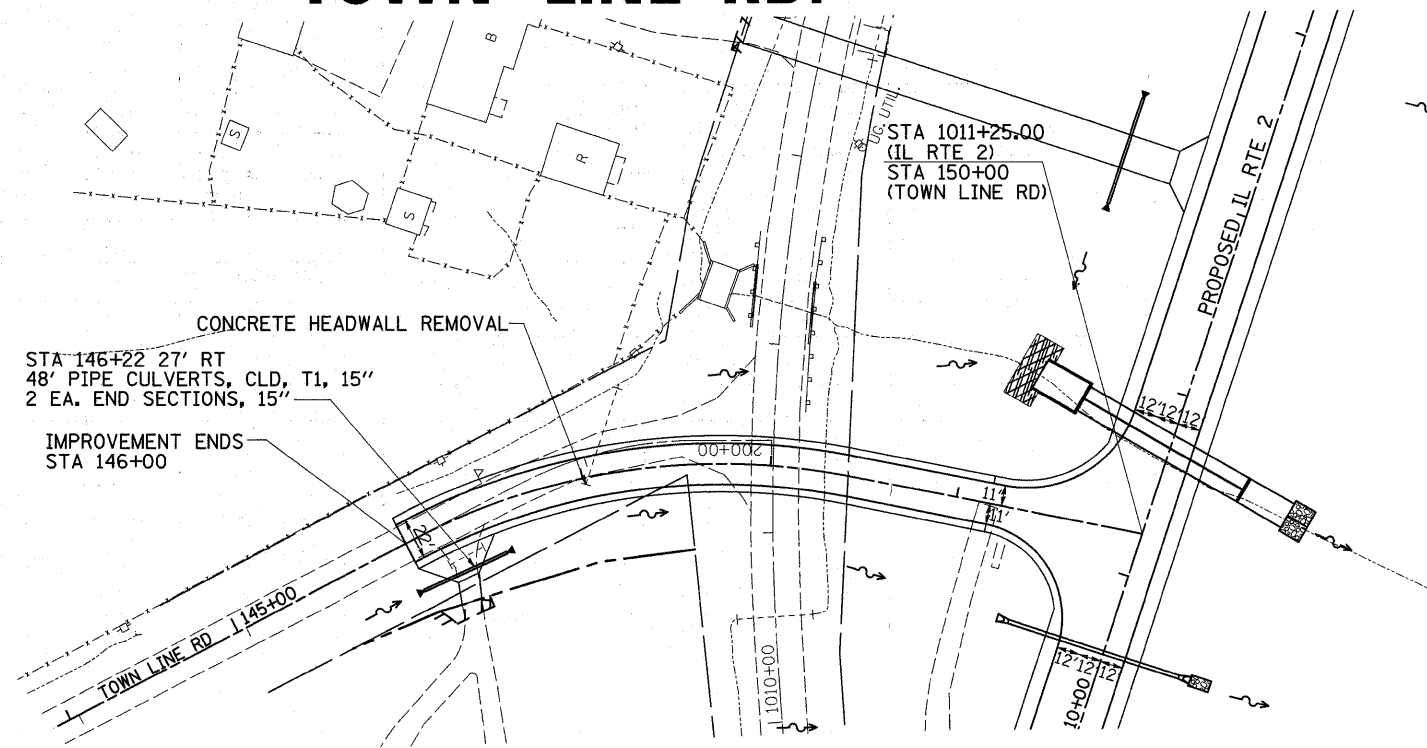 TOWN LINE RD.
B
S
R
S
UG. UTIL.
STA 1011+25.00
(IL RTE 2)
STA 150+00
(TOWN LINE RD)
PROPOSED IL RTE 2
CONCRETE HEADWALL REMOVAL
STA 146+22 27' RT
48' PIPE CULVERTS, CLD, T1, 15"
2 EA. END SECTIONS, 15"
IMPROVEMENT ENDS
STA 146+00
12' 12' 12'
200+00
11'
11'
22'
TOWN LINE RD
145+00
1010+00
12' 12' 12'
10+00